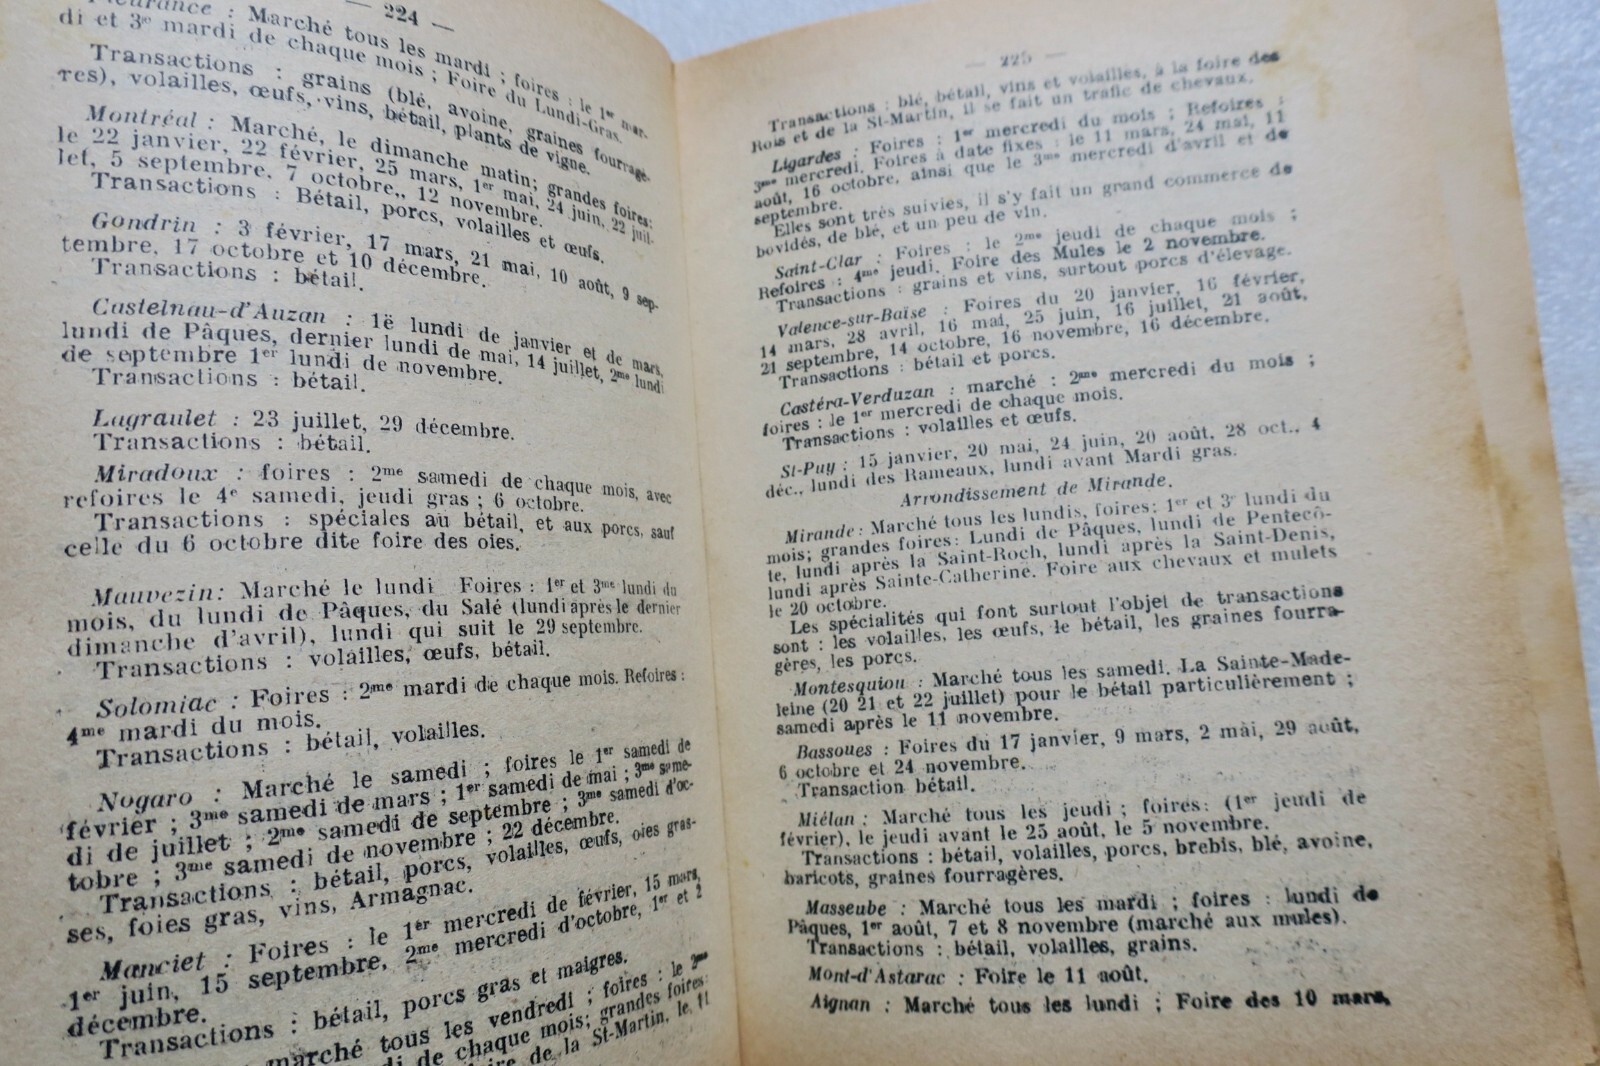 — 224 —
Fleurance : Marché tous les mardi ; foires : le 1er mar-
di et 3me mardi de chaque mois ; Foire du Lundi-Gras.
Transactions : grains (blé, avoine, graines fourragè-
res), volailles, œufs, vins, bétail, plants de vigne.
Montréal : Marché, le dimanche matin; grandes foires:
le 22 janvier, 22 février, 25 mars, 1er mai, 24 juin, 22 juil-
let, 5 septembre, 7 octobre,, 12 novembre.
Transactions : Bétail, porcs, volailles et œufs.
Gondrin : 3 février, 17 mars, 21 mai, 10 août, 9 sep-
tembre, 17 octobre et 10 décembre.
Transactions : bétail.
Castelnau-d'Auzan : 1ë lundi de janvier et de mars,
lundi de Pâques, dernier lundi de mai, 14 juillet, 2me lundi
de septembre 1er lundi de novembre.
Transactions : bétail.
Lagraulet : 23 juillet, 29 décembre.
Transactions : bétail.
Miradoux : foires : 2me samedi de chaque mois, avec
refoires le 4e samedi, jeudi gras ; 6 octobre.
Transactions : spéciales au bétail, et aux porcs, sauf
celle du 6 octobre dite foire des oies.
Mauvezin: Marché le lundi Foires : 1er et 3me lundi du
mois, du lundi de Pâques, du Salé (lundi après le dernier
dimanche d'avril), lundi qui suit le 29 septembre.
Transactions : volailles, œufs, bétail.
Solomiac : Foires : 2me mardi de chaque mois. Refoires :
4me mardi du mois.
Transactions : bétail, volailles.
Nogaro : Marché le samedi ; foires le 1er samedi de
février ; 3me samedi de mars ; 1er samedi de mai ; 3me same-
di de juillet ; 2me samedi de septembre ; 3me samedi d'oc-
tobre ; 3me samedi de novembre ; 22 décembre.
Transactions : bétail, porcs, volailles, œufs, oies gras-
ses, foies gras, vins, Armagnac.
Manciet : Foires : le 1er mercredi de février, 15 mars,
1er juin, 15 septembre, 2me mercredi d'octobre, 1er et 2
décembre.
Transactions : bétail, porcs gras et maigres.
marché tous les vendredi ; foires : le 2me
di de chaque mois; grandes foires:
de la St-Martin, le 11
— 225 —
Transactions : blé, bétail, vins et volailles, à la foire des
Rois et de la St-Martin, il se fait un trafic de chevaux.
Ligardes : Foires : 1er mercredi du mois ; Refoires :
3me mercredi. Foires à date fixes : le 11 mars, 24 mai, 11
août, 16 octobre, ainsi que le 3me mercredi d'avril et de
septembre.
Elles sont trés suivies, il s'y fait un grand commerce de
bovidés, de blé, et un peu de vin.
Saint-Clar : Foires : le 2me jeudi de chaque mois ;
Refoires : 4me jeudi. Foire des Mules le 2 novembre.
Transactions : grains et vins, surtout porcs d'élevage.
Valence-sur-Baïse : Foires du 20 janvier, 16 février,
14 mars, 28 avril, 16 mai, 25 juin, 16 juillet, 21 août,
21 septembre, 14 octobre, 16 novembre, 16 décembre.
Transactions : bétail et porcs.
Castéra-Verduzan : marché : 2me mercredi du mois ;
foires : le 1er mercredi de chaque mois.
Transactions : volailles et œufs.
St-Puy : 15 janvier, 20 mai, 24 juin, 20 août, 28 oct., 4
déc., lundi des Rameaux, lundi avant Mardi gras.
Arrondissement de Mirande.
Mirande : Marché tous les lundis, foires: 1er et 3e lundi du
mois; grandes foires: Lundi de Pâques, lundi de Pentecô-
te, lundi après la Saint-Roch, lundi après la Saint-Denis,
lundi après Sainte-Catherine. Foire aux chevaux et mulets
le 20 octobre.
Les spécialités qui font surtout l'objet de transactions
sont : les volailles, les œufs, le bétail, les graines fourra-
gères, les porcs.
Montesquiou : Marché tous les samedi. La Sainte-Made-
leine (20 21 et 22 juillet) pour le bétail particulièrement ;
samedi après le 11 novembre.
Bassoues : Foires du 17 janvier, 9 mars, 2 mai, 29 août,
6 octobre et 24 novembre.
Transaction bétail.
Miélan : Marché tous les jeudi ; foires: (1er jeudi de
février), le jeudi avant le 25 août, le 5 novembre.
Transactions : bétail, volailles, porcs, brebis, blé, avoine,
haricots, graines fourragères.
Masseube : Marché tous les mardi ; foires : lundi de
Pâques, 1er août, 7 et 8 novembre (marché aux mules).
Transactions : bétail, volailles, grains.
Mont-d'Astarac : Foire le 11 août.
Aignan : Marché tous les lundi ; Foire des 10 mars,